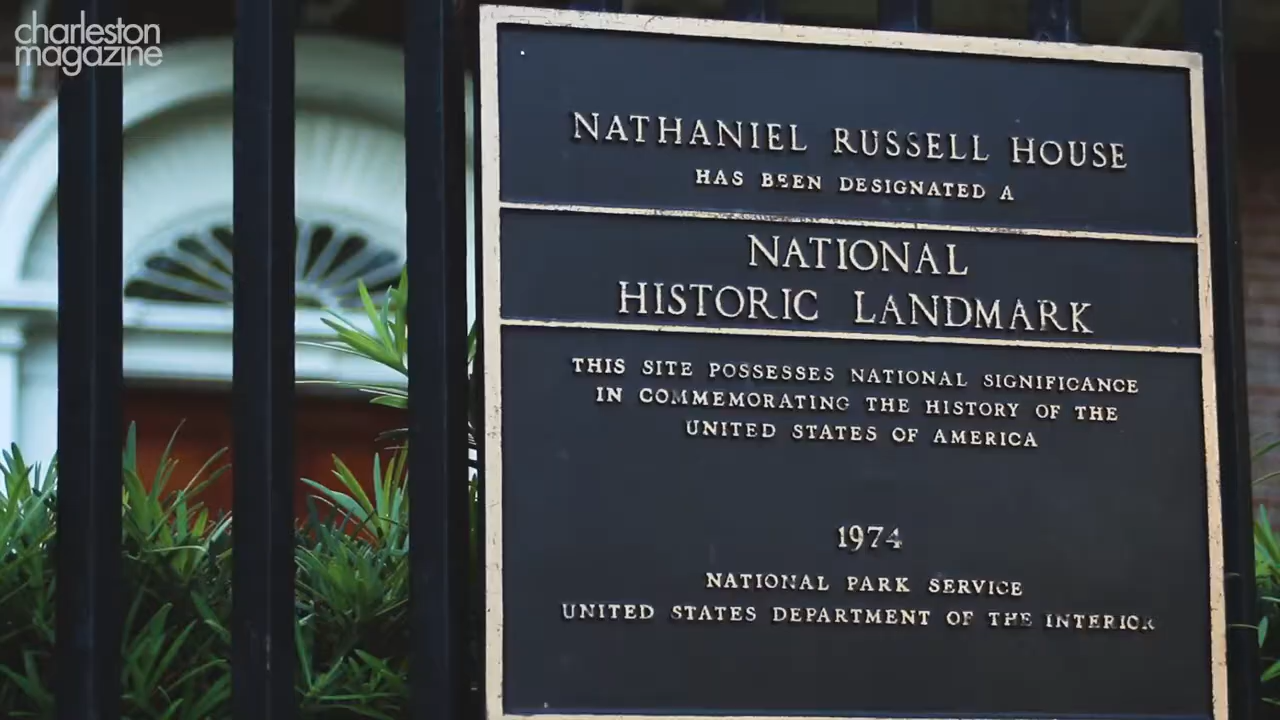 charleston
magazine
NATHANIEL RUSSELL HOUSE
HAS BEEN DESIGNATED A
NATIONAL
HISTORIC LANDMARK
THIS SITE POSSESSES NATIONAL SIGNIFICANCE
IN COMMEMORATING THE HISTORY OF THE
UNITED STATES OF AMERICA
1974
NATIONAL PARK SERVICE
UNITED STATES DEPARTMENT OF THE INTERIOR